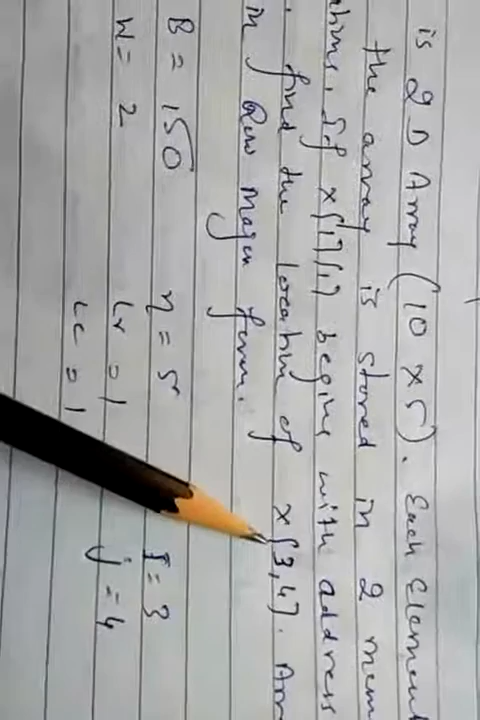 is 2D Array (10 x 5). Each Element
the array is stored in 2 mem
ations. If x[1][1] begins with address
. find the location of x[3,4]. Arr
in Row Major form.
B = 150 n = 5 I = 3
W = 2 Lr = 1 j = 4
Lc = 1